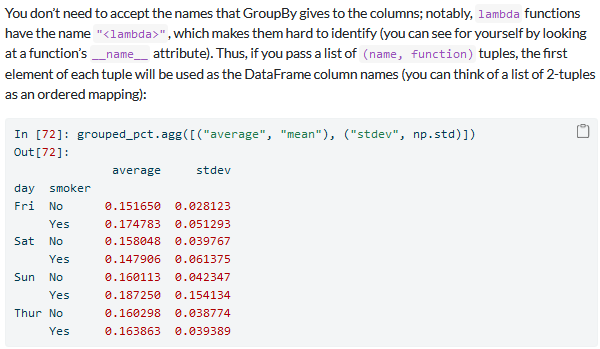 You don't need to accept the names that GroupBy gives to the columns; notably, lambda functions
have the name "<lambda>", which makes them hard to identify (you can see for yourself by looking
at a function's __name__ attribute). Thus, if you pass a list of (name, function) tuples, the first
element of each tuple will be used as the DataFrame column names (you can think of a list of 2-tuples
as an ordered mapping):
In [72]: grouped_pct.agg([("average", "mean"), ("stdev", np.std)])
Out[72]:
average stdev
day smoker
Fri No 0.151650 0.028123
Yes 0.174783 0.051293
Sat No 0.158048 0.039767
Yes 0.147906 0.061375
Sun No 0.160113 0.042347
Yes 0.187250 0.154134
Thur No 0.160298 0.038774
Yes 0.163863 0.039389